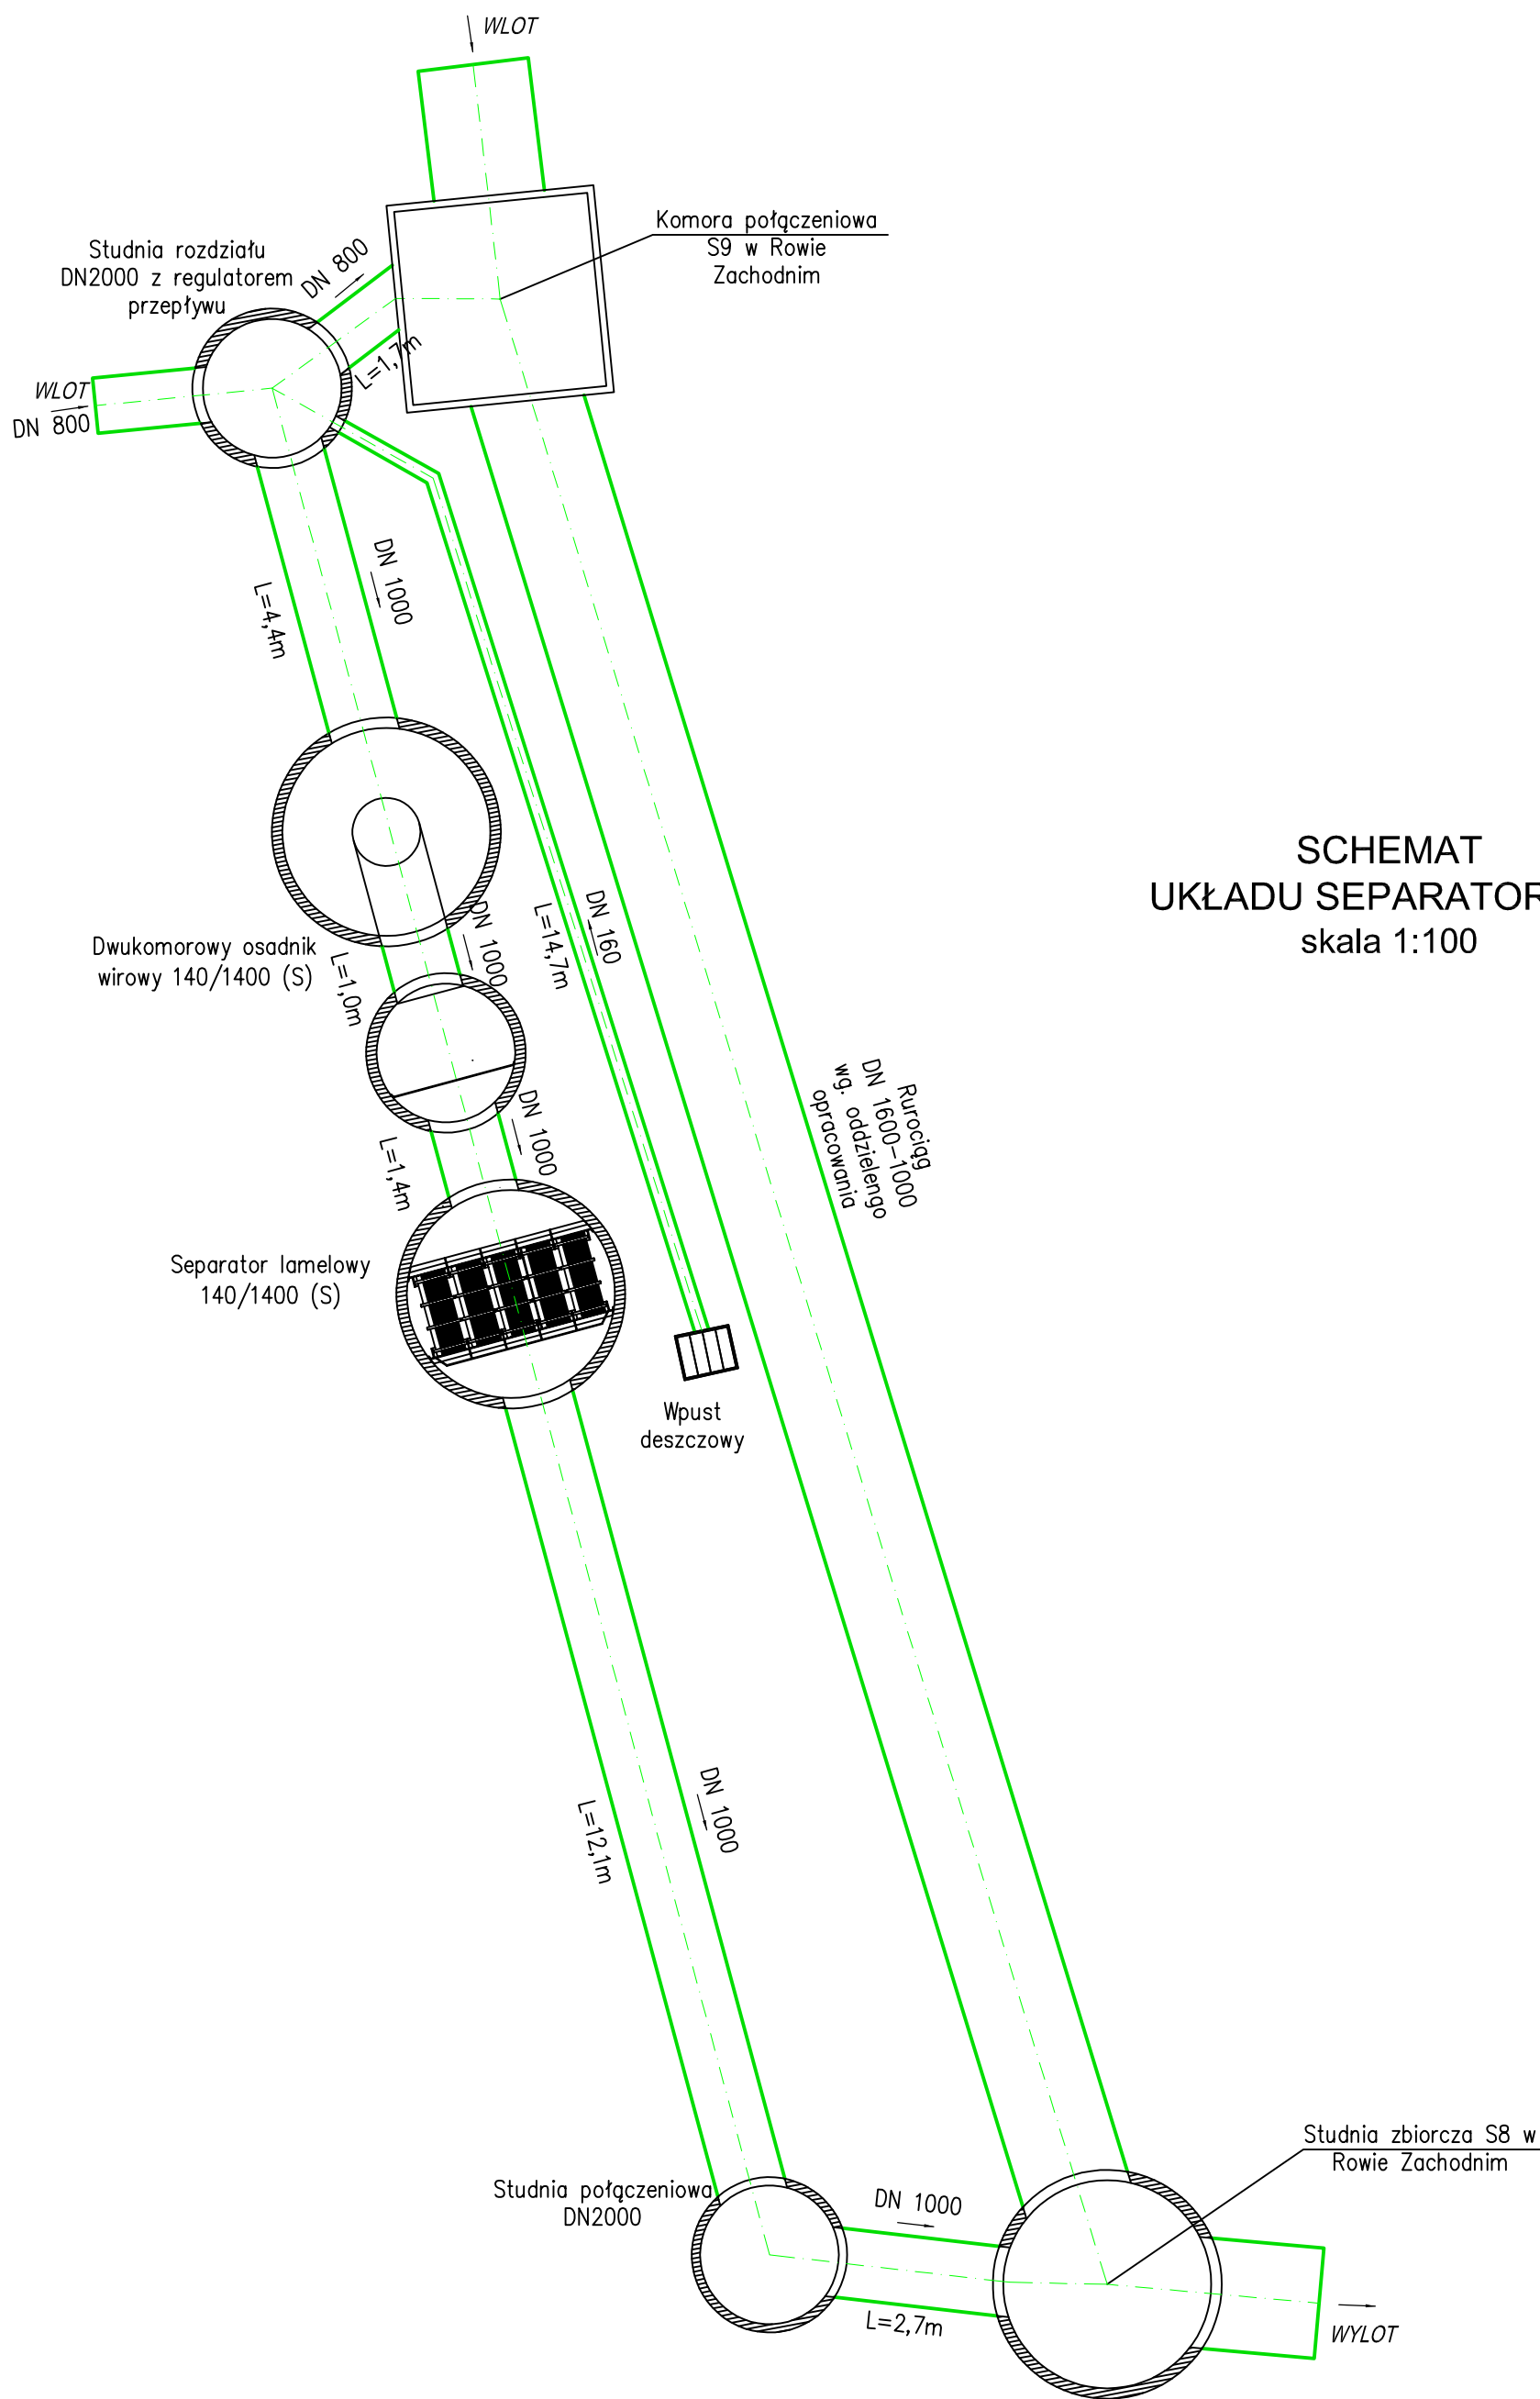 WLOT
Komora połączeniowa
S9 w Rowie
Zachodnim
Studnia rozdziału
DN2000 z regulatorem
przepływu
DN 800
L=1,7m
WLOT
DN 800
DN 1000
L=4,4m
SCHEMAT
UKŁADU SEPARATOR
skala 1:100
Dwukomorowy osadnik
wirowy 140/1400 (S)
DN 1000
L=1,0m
DN 160
L=14,7m
Rurociąg
DN 1600-1000
wg. oddzielengo
opracowania
DN 1000
L=1,4m
Separator lamelowy
140/1400 (S)
Wpust
deszczowy
DN 1000
L=12,1m
Studnia zbiorcza S8 w
Rowie Zachodnim
Studnia połączeniowa
DN2000
DN 1000
L=2,7m
WYLOT